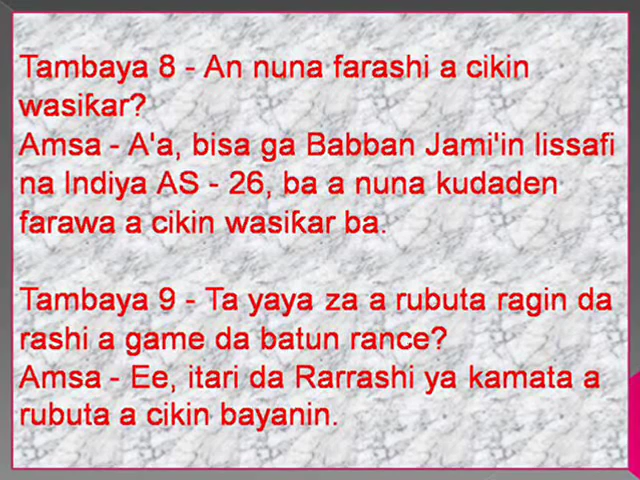 Tambaya 8 - An nuna farashi a cikin
wasiƙar?
Amsa - A'a, bisa ga Babban Jami'in lissafi
na Indiya AS - 26, ba a nuna kudaden
farawa a cikin wasiƙar ba.
Tambaya 9 - Ta yaya za a rubuta ragin da
rashi a game da batun rance?
Amsa - Ee, itari da Rarrashi ya kamata a
rubuta a cikin bayanin.